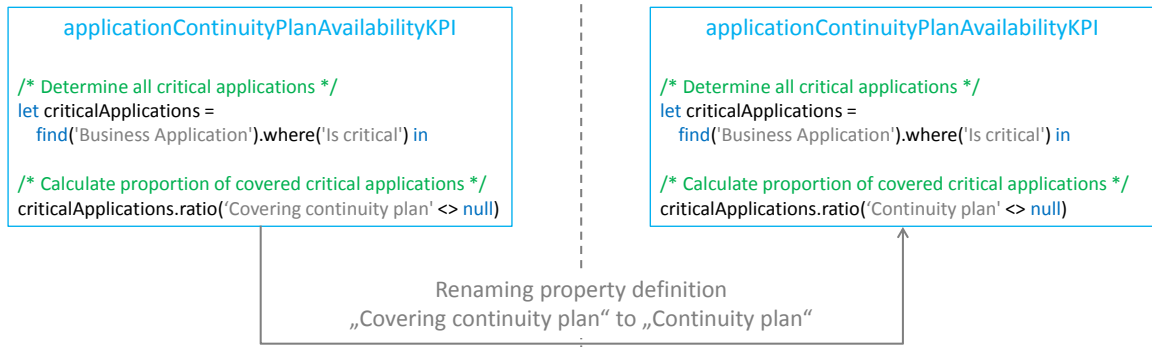 applicationContinuityPlanAvailabilityKPI
/* Determine all critical applications */
let criticalApplications =
find('Business Application').where('Is critical') in
/* Calculate proportion of covered critical applications */
criticalApplications.ratio(‘Covering continuity plan' <> null)
applicationContinuityPlanAvailabilityKPI
/* Determine all critical applications */
let criticalApplications =
find('Business Application').where('Is critical') in
/* Calculate proportion of covered critical applications */
criticalApplications.ratio(‘Continuity plan' <> null)
Renaming property definition
„Covering continuity plan“ to „Continuity plan“